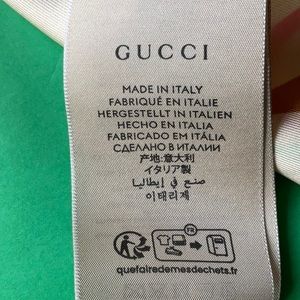 GUCCI
MADE IN ITALY
FABRIQUÉ EN ITALIE
HERGESTELLT IN ITALIEN
HECHO EN ITALIA
FABRICADO EM ITÁLIA
СДЕЛАНО В ИТАЛИИ
产地:意大利
イタリア製
صنع في إيطاليا
이태리제
FR
quefairedemesdechets.fr